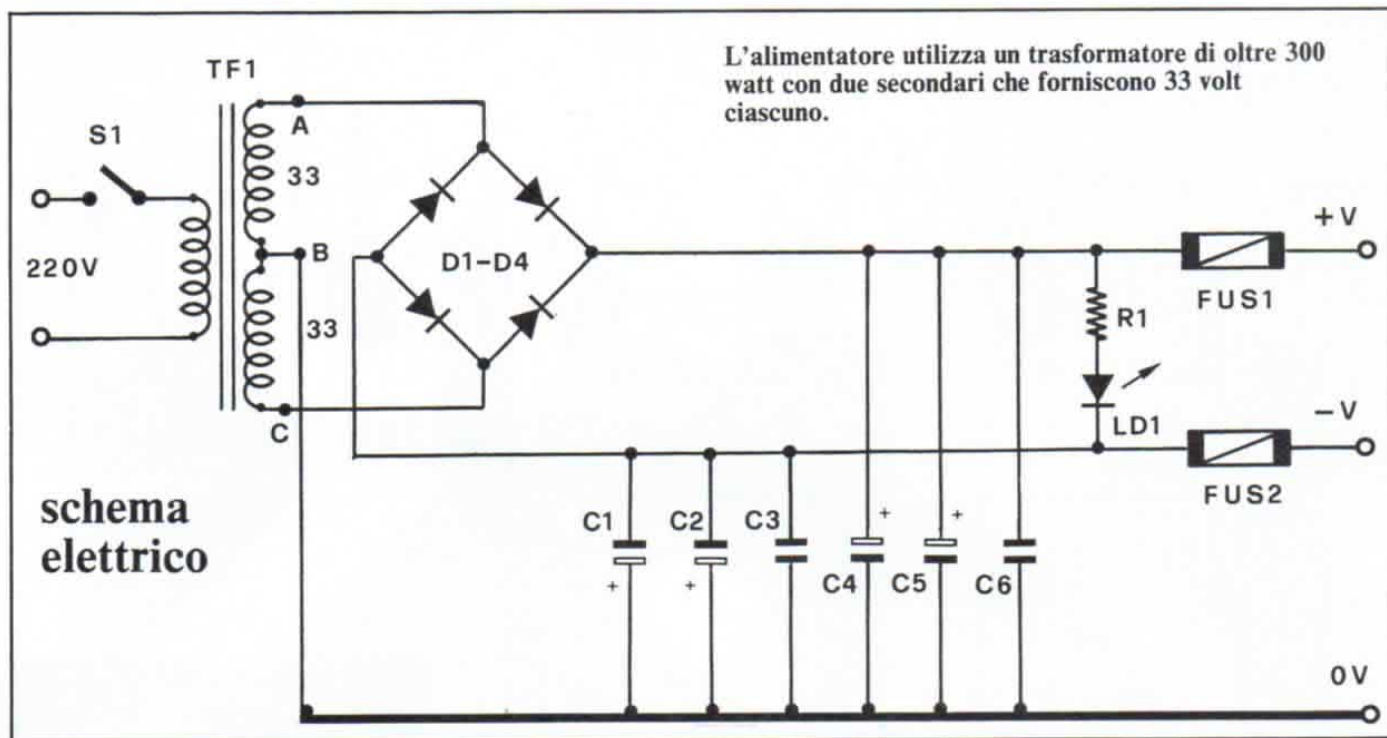 L'alimentatore utilizza un trasformatore di oltre 300
watt con due secondari che forniscono 33 volt
ciascuno.
TF1
S1
A
33
220V
B
D1-D4
33
C
+V
FUS1
R1
LD1
-V
FUS2
schema
elettrico
C1
C2
C3
+
+
+
+
C4
C5
C6
0V